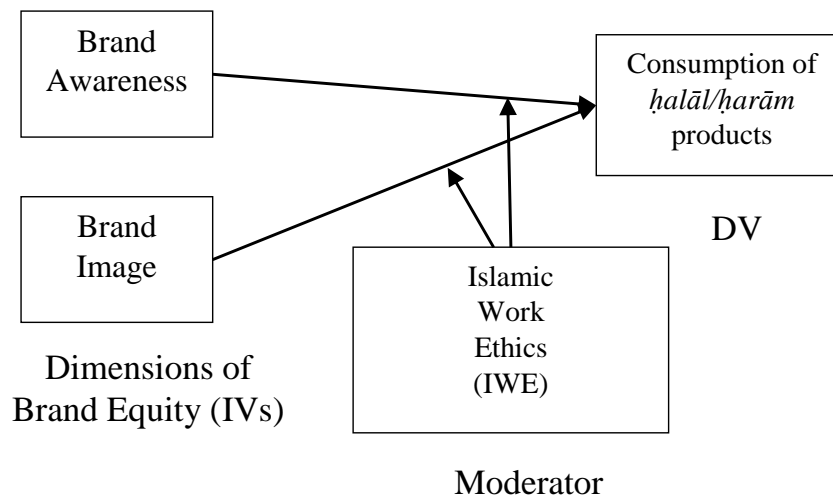 Brand
Awareness
Consumption of
ḥalāl/ḥarām
products
Brand
Image
DV
Islamic
Work
Ethics
(IWE)
Dimensions of
Brand Equity (IVs)
Moderator